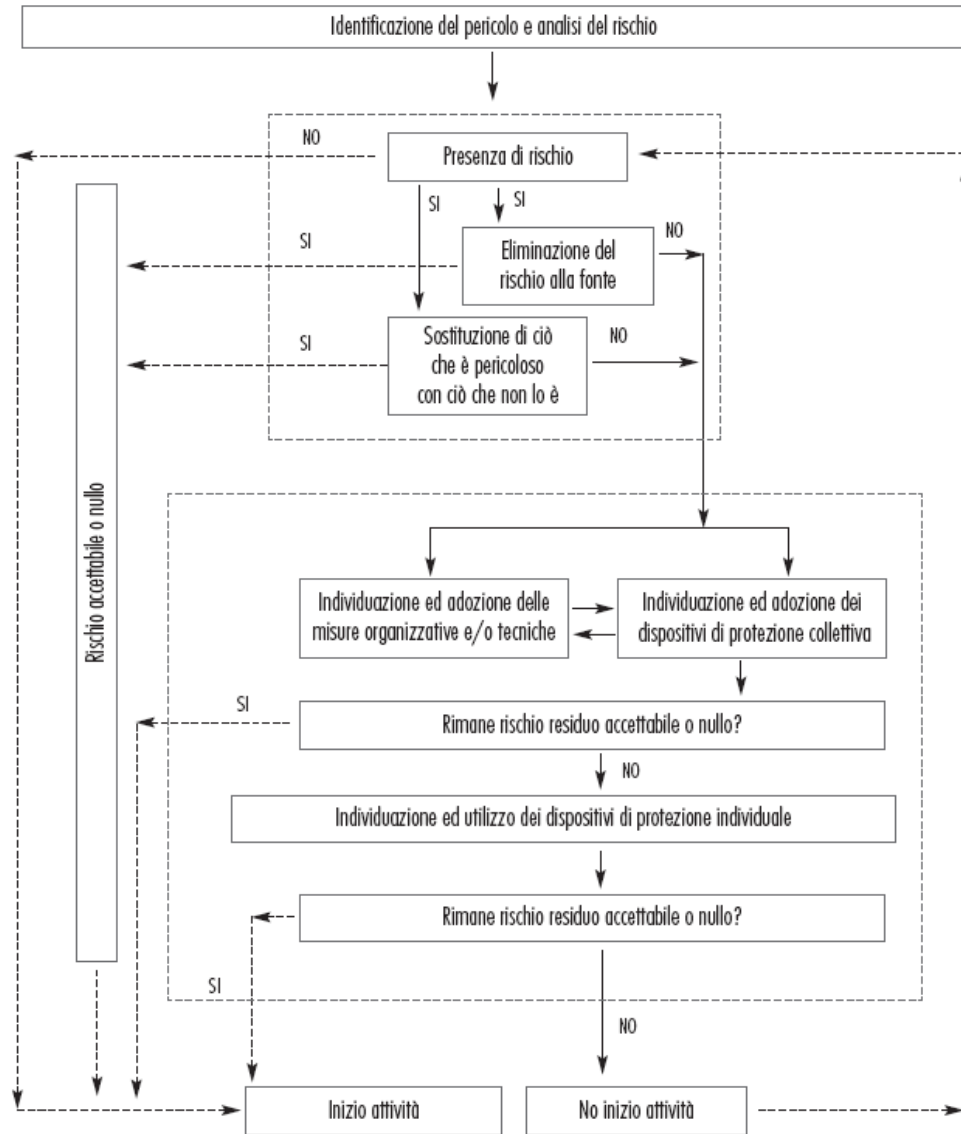 Identificazione del pericolo e analisi del rischio
NO
Presenza di rischio
SI
SI
SI
Eliminazione del
rischio alla fonte
NO
SI
Sostituzione di ciò
che è pericoloso
con ciò che non lo è
NO
Rischio accettabile o nullo
Individuazione ed adozione delle
misure organizzative e/o tecniche
Individuazione ed adozione dei
dispositivi di protezione collettiva
SI
Rimane rischio residuo accettabile o nullo?
NO
Individuazione ed utilizzo dei dispositivi di protezione individuale
Rimane rischio residuo accettabile o nullo?
SI
NO
Inizio attività
No inizio attività